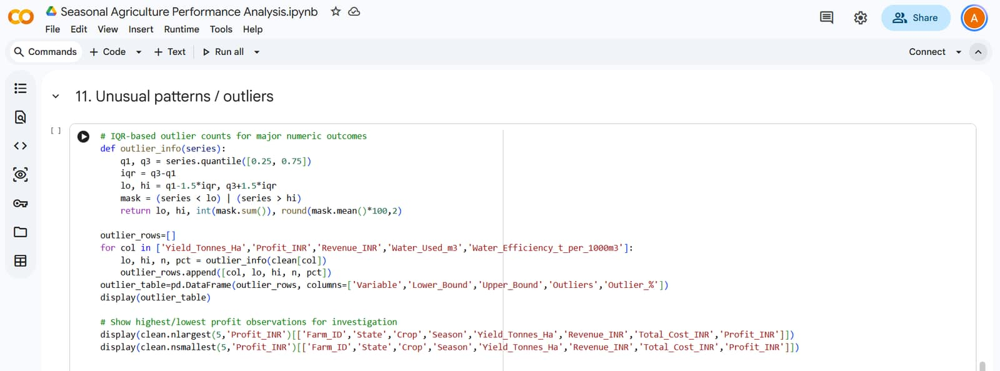 Seasonal Agriculture Performance Analysis.ipynb
File Edit View Insert Runtime Tools Help
Share
A
Commands + Code + Text Run all
Connect
11. Unusual patterns / outliers
[ ]
# IQR-based outlier counts for major numeric outcomes
def outlier_info(series):
    q1, q3 = series.quantile([0.25, 0.75])
    iqr = q3-q1
    lo, hi = q1-1.5*iqr, q3+1.5*iqr
    mask = (series < lo) | (series > hi)
    return lo, hi, int(mask.sum()), round(mask.mean()*100,2)
outlier_rows=[]
for col in ['Yield_Tonnes_Ha','Profit_INR','Revenue_INR','Water_Used_m3','Water_Efficiency_t_per_1000m3']:
    lo, hi, n, pct = outlier_info(clean[col])
    outlier_rows.append([col, lo, hi, n, pct])
outlier_table=pd.DataFrame(outlier_rows, columns=['Variable','Lower_Bound','Upper_Bound','Outliers','Outlier_%'])
display(outlier_table)
# Show highest/lowest profit observations for investigation
display(clean.nlargest(5,'Profit_INR')[['Farm_ID','State','Crop','Season','Yield_Tonnes_Ha','Revenue_INR','Total_Cost_INR','Profit_INR']])
display(clean.nsmallest(5,'Profit_INR')[['Farm_ID','State','Crop','Season','Yield_Tonnes_Ha','Revenue_INR','Total_Cost_INR','Profit_INR']])